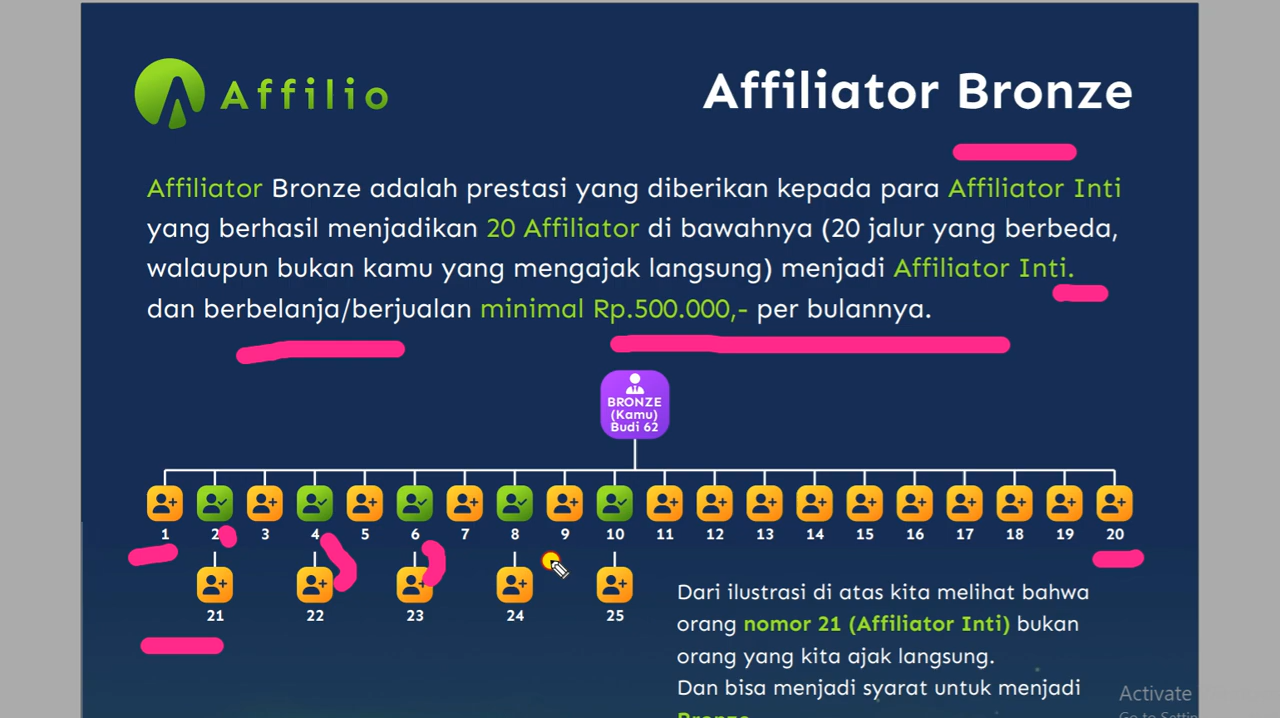 Affilio
Affiliator Bronze
Affiliator Bronze adalah prestasi yang diberikan kepada para Affiliator Inti
yang berhasil menjadikan 20 Affiliator di bawahnya (20 jalur yang berbeda,
walaupun bukan kamu yang mengajak langsung) menjadi Affiliator Inti.
dan berbelanja/berjualan minimal Rp.500.000,- per bulannya.
BRONZE
(Kamu)
Budi 62
1 2 3 4 5 6 7 8 9 10 11 12 13 14 15 16 17 18 19 20
21 22 23 24 25
Dari ilustrasi di atas kita melihat bahwa
orang nomor 21 (Affiliator Inti) bukan
orang yang kita ajak langsung.
Dan bisa menjadi syarat untuk menjadi
Bronze
Activate
Go to Settin